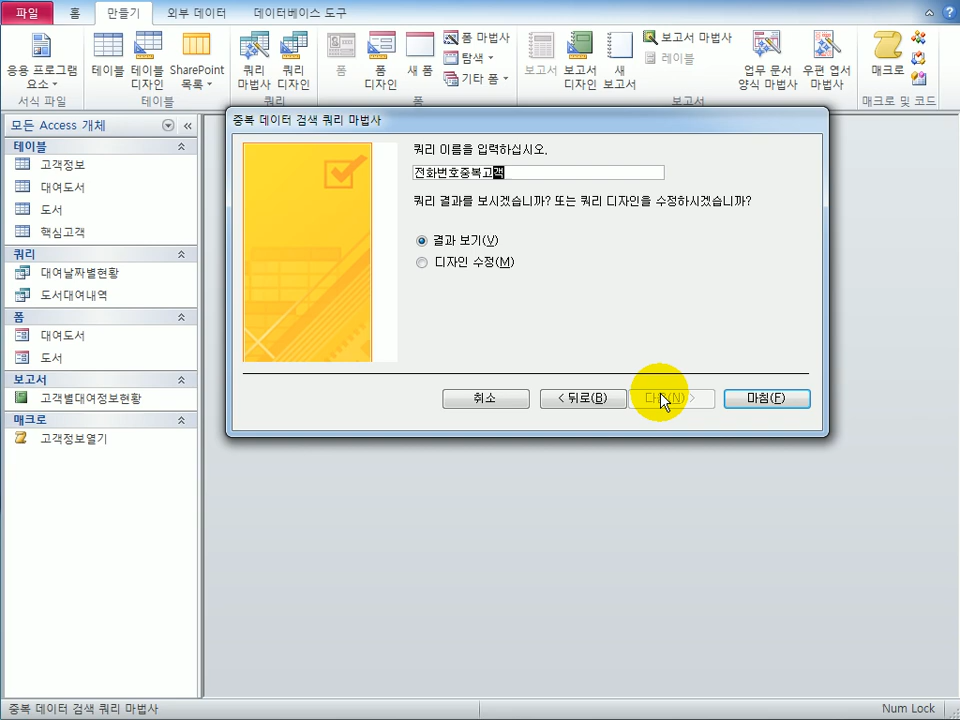 파일 홈 만들기 외부 데이터 데이터베이스 도구
응용 프로그램 요소 테이블 테이블 디자인 SharePoint 목록 쿼리 마법사 쿼리 디자인 폼 폼 디자인 새 폼 폼 마법사 탐색 기타 폼 보고서 보고서 디자인 새 보고서 보고서 마법사 레이블 업무 문서 양식 마법사 우편 엽서 마법사 매크로
서식 파일 테이블 쿼리 폼 보고서 매크로 및 코드
모든 Access 개체
테이블
고객정보
대여도서
도서
핵심고객
쿼리
대여날짜별현황
도서대여내역
폼
대여도서
도서
보고서
고객별대여정보현황
매크로
고객정보열기
중복 데이터 검색 쿼리 마법사
쿼리 이름을 입력하십시오.
전화번호중복고객
쿼리 결과를 보시겠습니까? 또는 쿼리 디자인을 수정하시겠습니까?
결과 보기(V)
디자인 수정(M)
취소 < 뒤로(B) 다음(N) > 마침(F)
중복 데이터 검색 쿼리 마법사 Num Lock